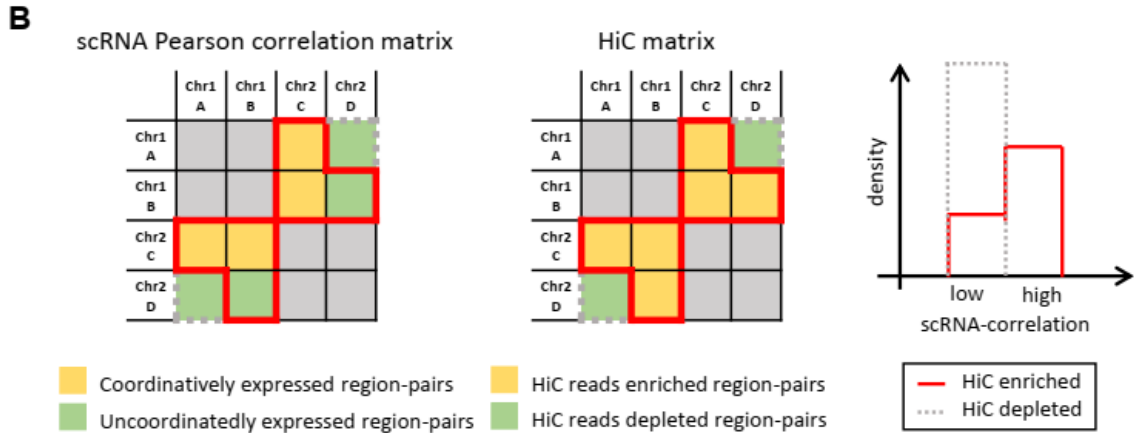 B
scRNA Pearson correlation matrix
Chr1 A
Chr1 B
Chr2 C
Chr2 D
Chr1 A
Chr1 B
Chr2 C
Chr2 D
HiC matrix
Chr1 A
Chr1 B
Chr2 C
Chr2 D
Chr1 A
Chr1 B
Chr2 C
Chr2 D
density
low high
scRNA-correlation
Coordinatively expressed region-pairs
Uncoordinatedly expressed region-pairs
HiC reads enriched region-pairs
HiC reads depleted region-pairs
HiC enriched
HiC depleted